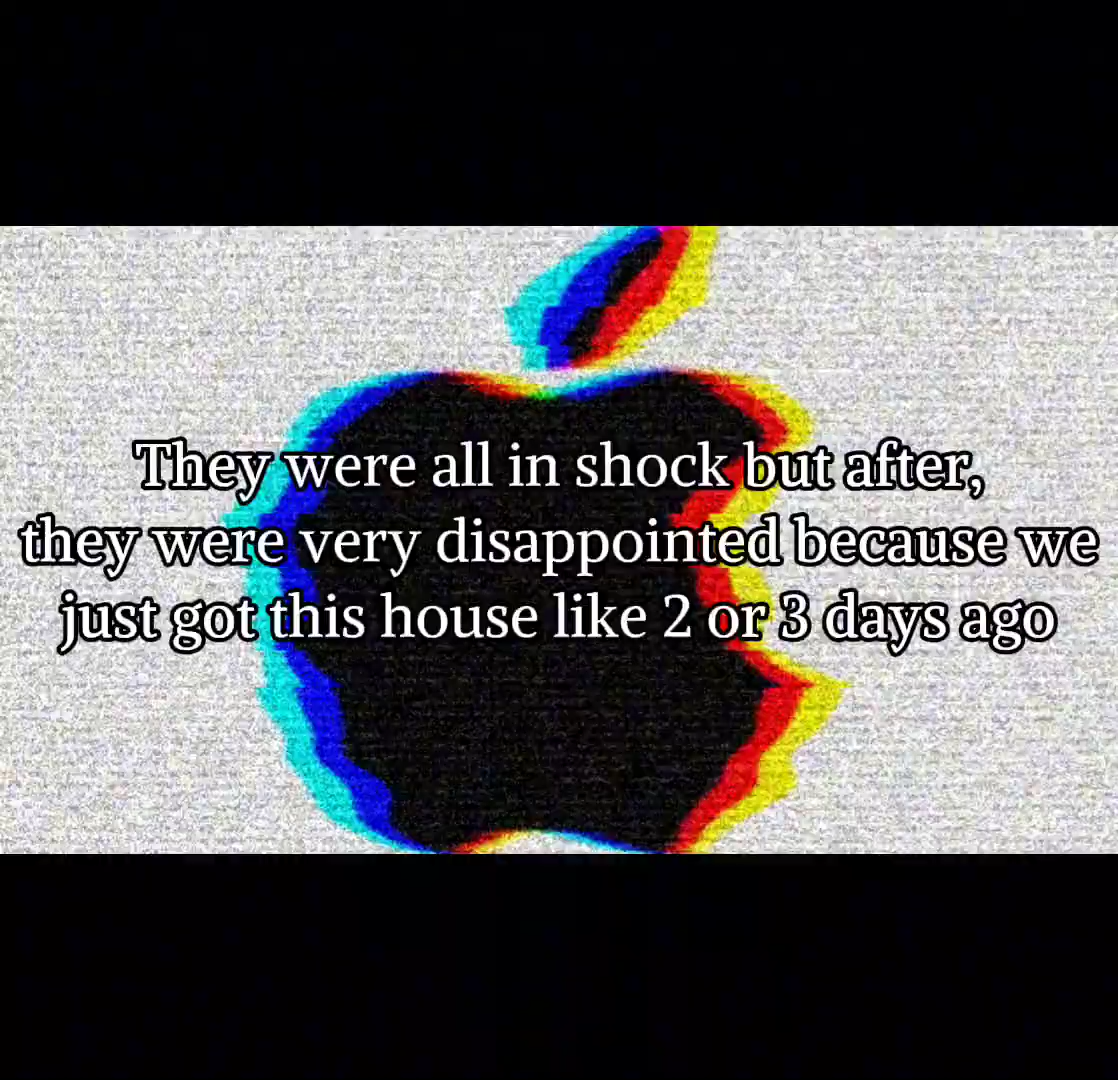 They were all in shock but after,
they were very disappointed because we
just got this house like 2 or 3 days ago